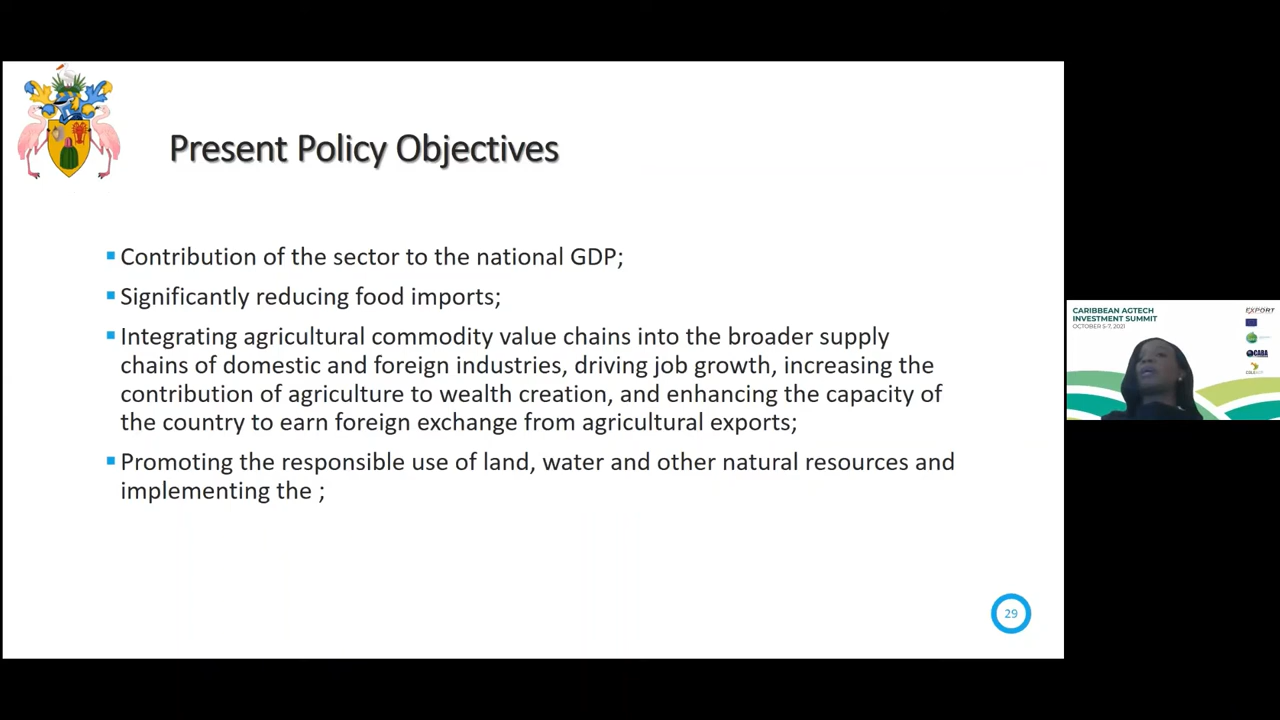 Present Policy Objectives
Contribution of the sector to the national GDP;
Significantly reducing food imports;
Integrating agricultural commodity value chains into the broader supply
chains of domestic and foreign industries, driving job growth, increasing the
contribution of agriculture to wealth creation, and enhancing the capacity of
the country to earn foreign exchange from agricultural exports;
Promoting the responsible use of land, water and other natural resources and
implementing the ;
29
CARIBBEAN AGTECH
INVESTMENT SUMMIT
OCTOBER 5-7, 2021
EXPORT